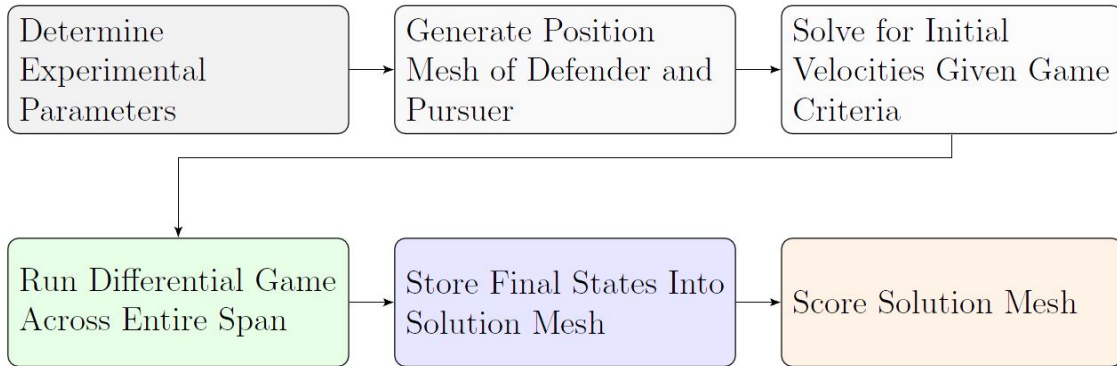 Determine
Experimental
Parameters
Generate Position
Mesh of Defender and
Pursuer
Solve for Initial
Velocities Given Game
Criteria
Run Differential Game
Across Entire Span
Store Final States Into
Solution Mesh
Score Solution Mesh